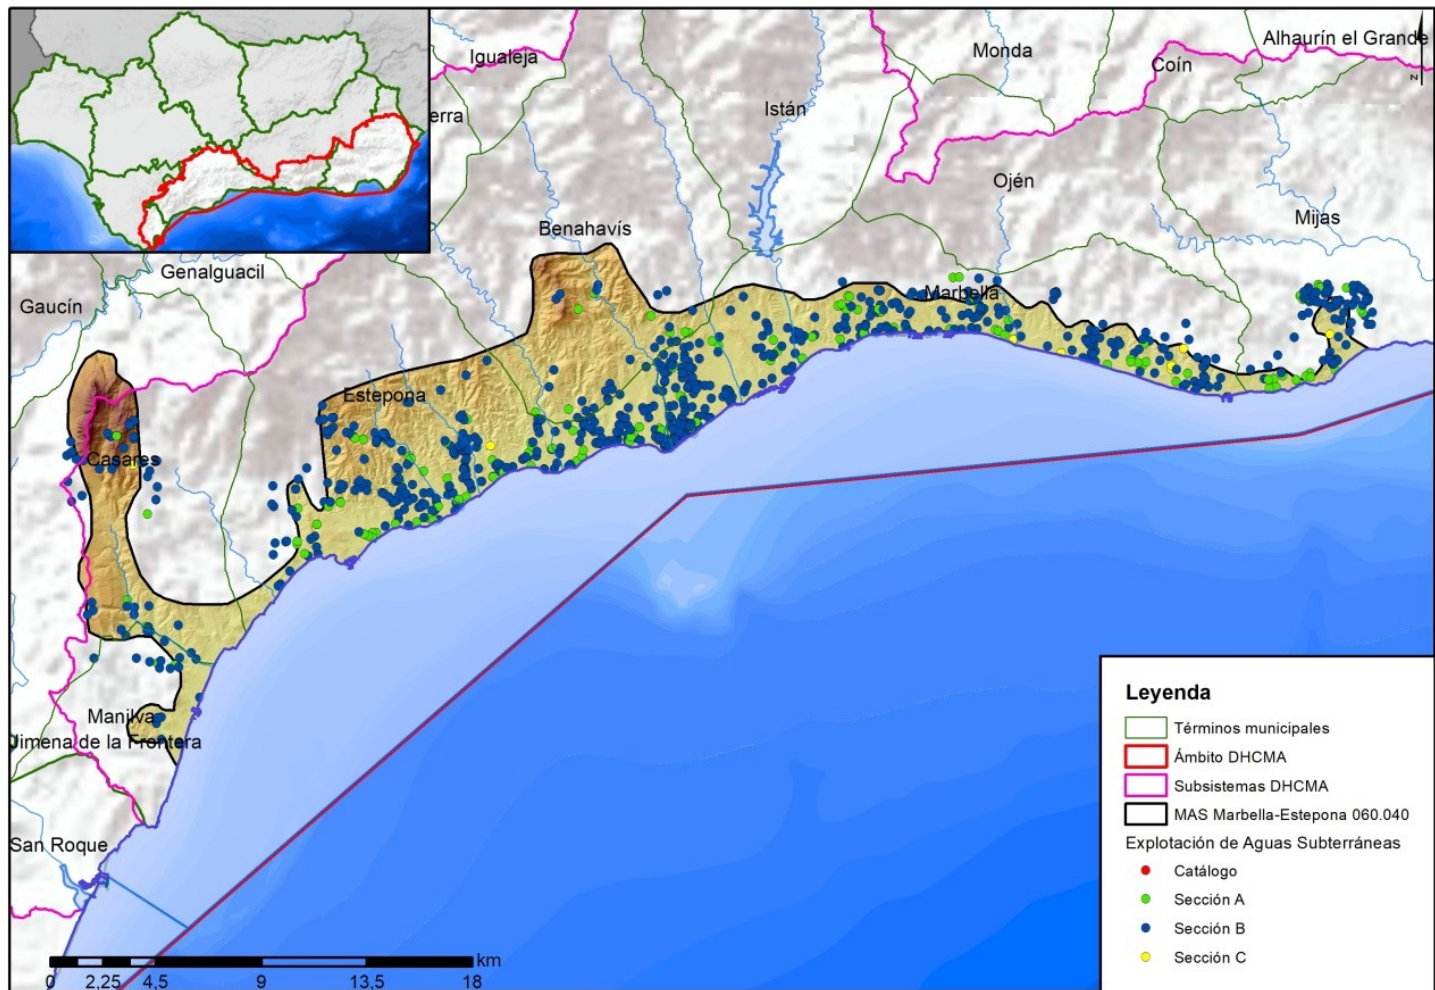 Igualeja
Monda
Alhaurín el Grande
Coín
Istán
erra
Ojén
Mijas
Benahavís
Genalguacil
Gaucín
Marbella
Estepona
Casares
Manilva
Jimena de la Frontera
San Roque
N
km
0 2,25 4,5 9 13,5 18
Leyenda
Términos municipales
Ámbito DHCMA
Subsistemas DHCMA
MAS Marbella-Estepona 060.040
Explotación de Aguas Subterráneas
Catálogo
Sección A
Sección B
Sección C